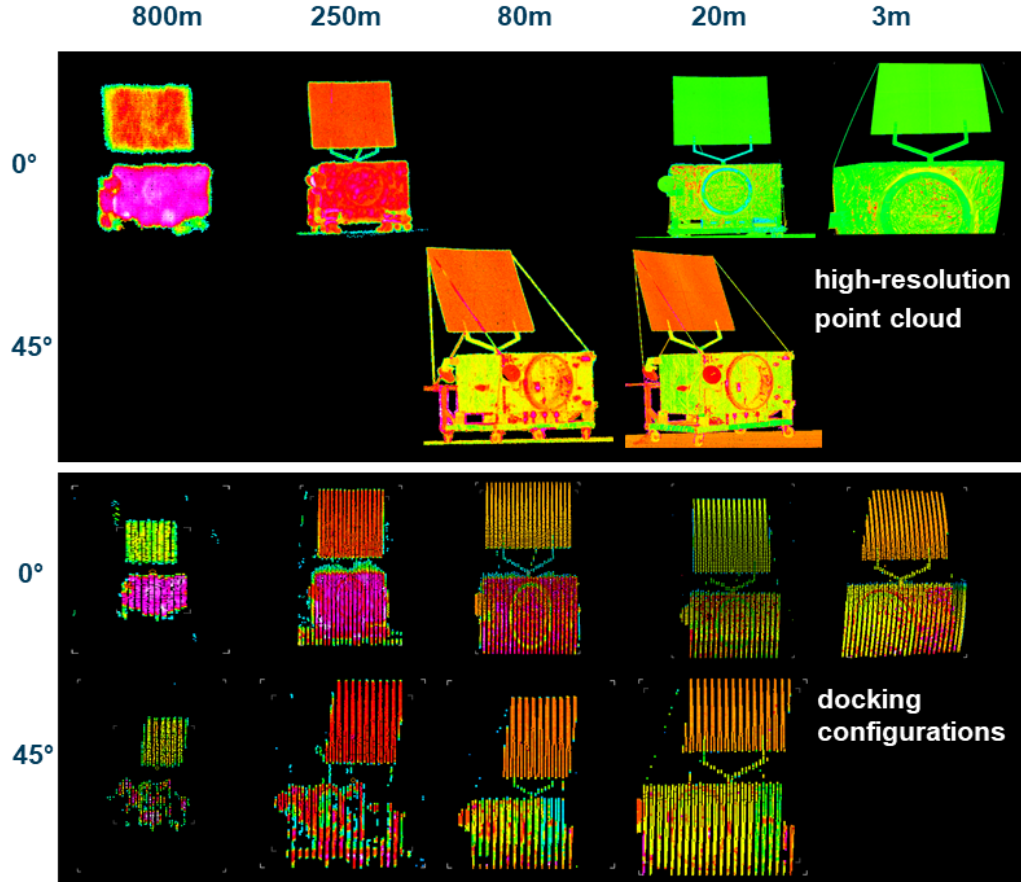 800m 250m 80m 20m 3m
0°
high-resolution
point cloud
45°
0°
docking
configurations
45°